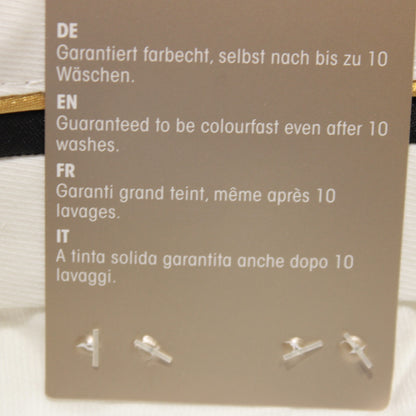 DE
Garantiert farbecht, selbst nach bis zu 10
Wäschen.
EN
Guaranteed to be colourfast even after 10
washes.
FR
Garanti grand teint, même après 10
lavages.
IT
A tinta solida garantita anche dopo 10
lavaggi.